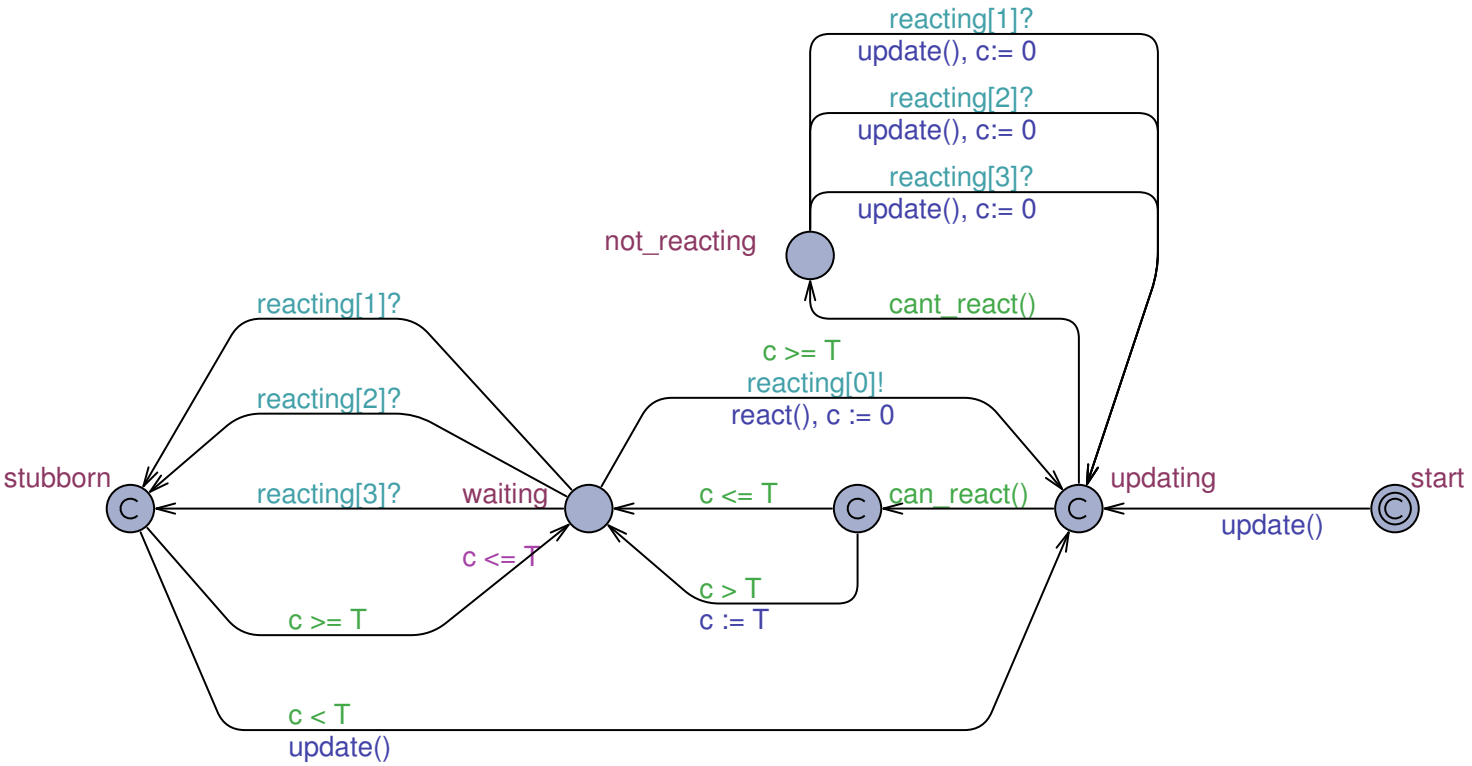 reacting[1]?
update(), c:= 0
reacting[2]?
update(), c:= 0
reacting[3]?
update(), c:= 0
not_reacting
reacting[1]?
cant_react()
c >= T
reacting[0]!
react(), c := 0
reacting[2]?
stubborn
C
reacting[3]?
waiting
c <= T
C
can_react()
updating
C
start
C
update()
c <= T
c > T
c := T
c >= T
c < T
update()